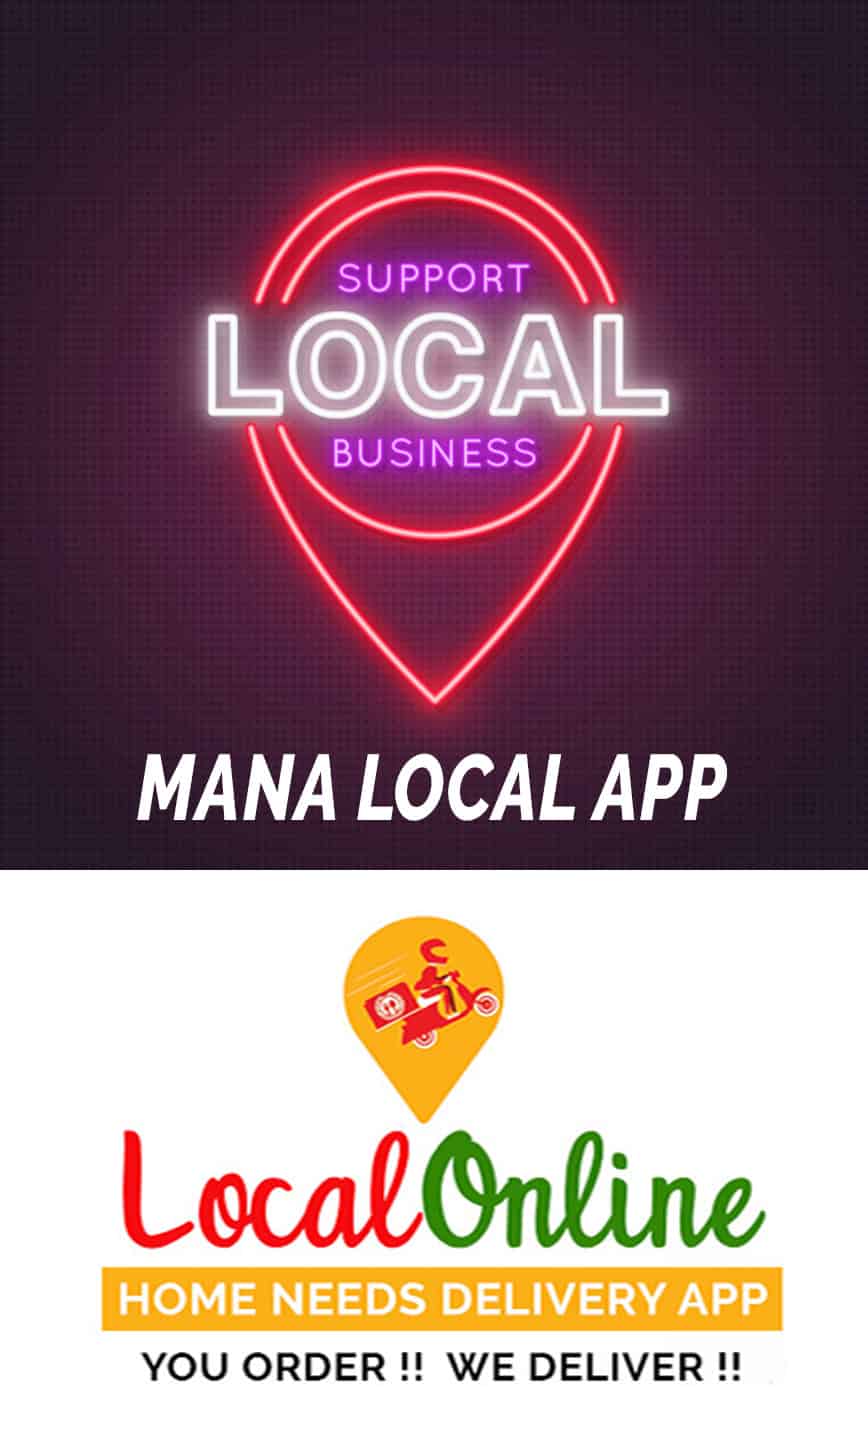 SUPPORT
LOCAL
BUSINESS
MANA LOCAL APP
LocalOnline
HOME NEEDS DELIVERY APP
YOU ORDER !! WE DELIVER !!